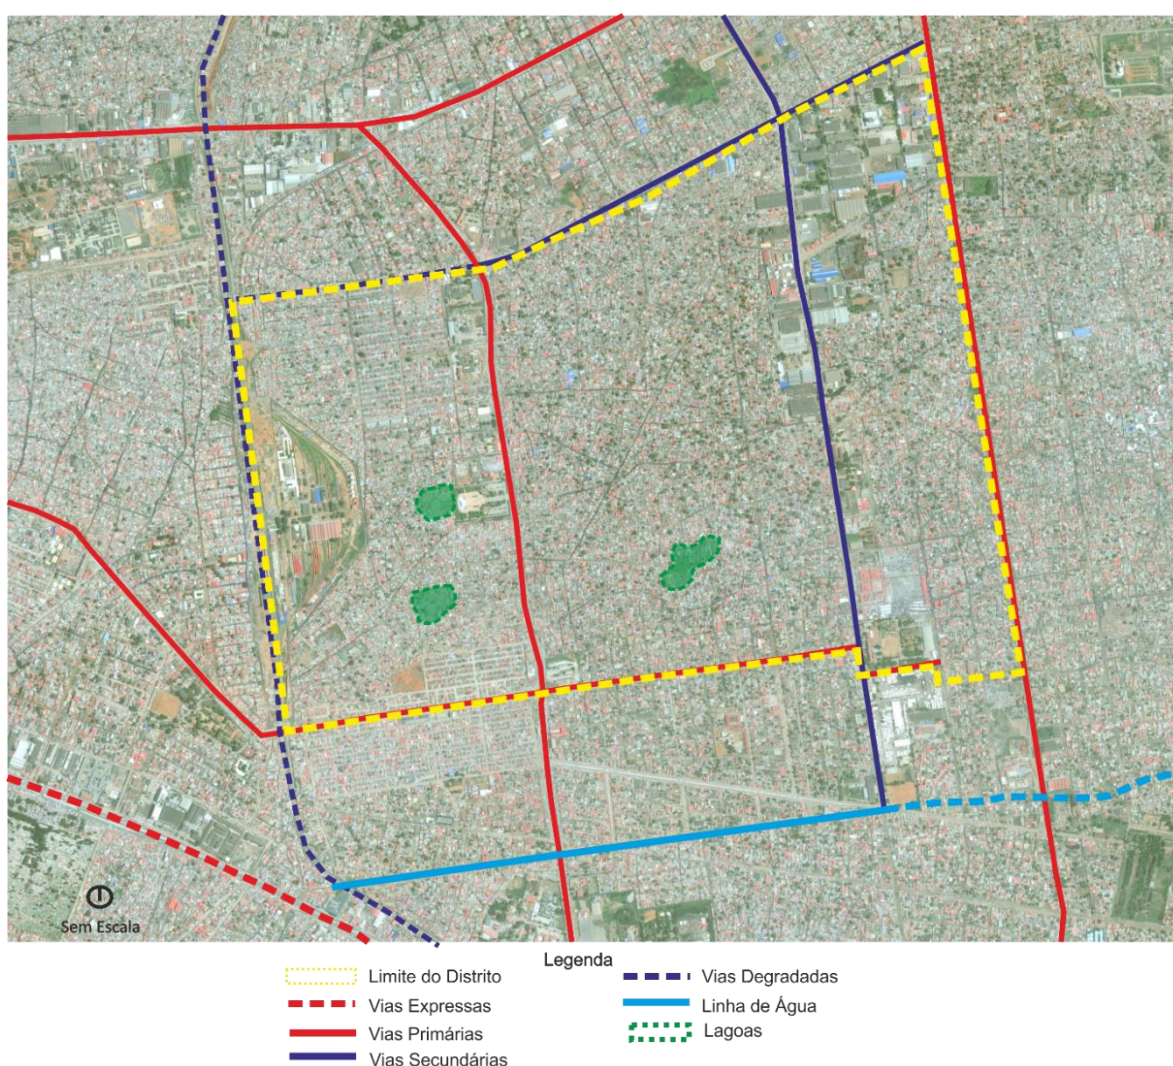 Sem Escala
Legenda
Limite do Distrito
Vias Expressas
Vias Primárias
Vias Secundárias
Vias Degradadas
Linha de Água
Lagoas